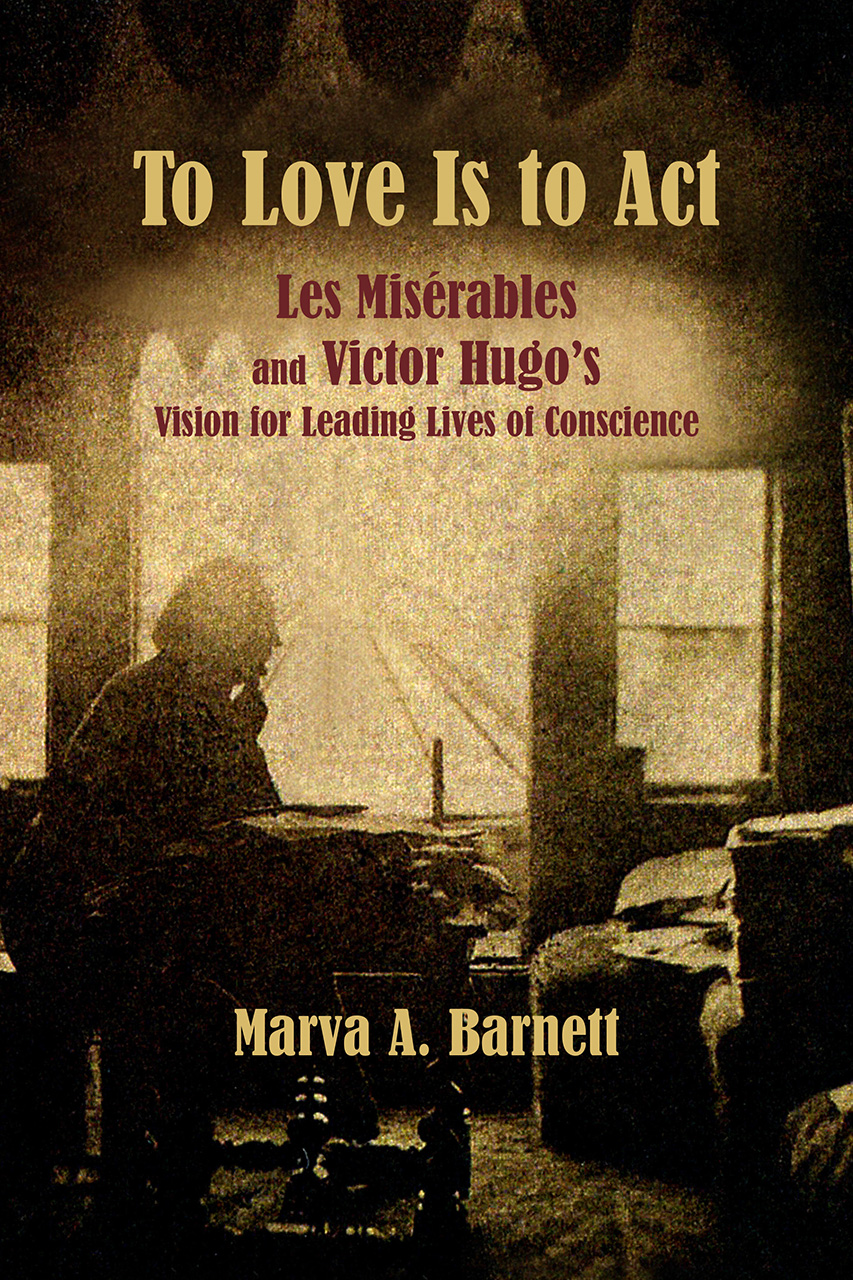 To Love Is to Act
Les Misérables
and Victor Hugo's
Vision for Leading Lives of Conscience
Marva A. Barnett